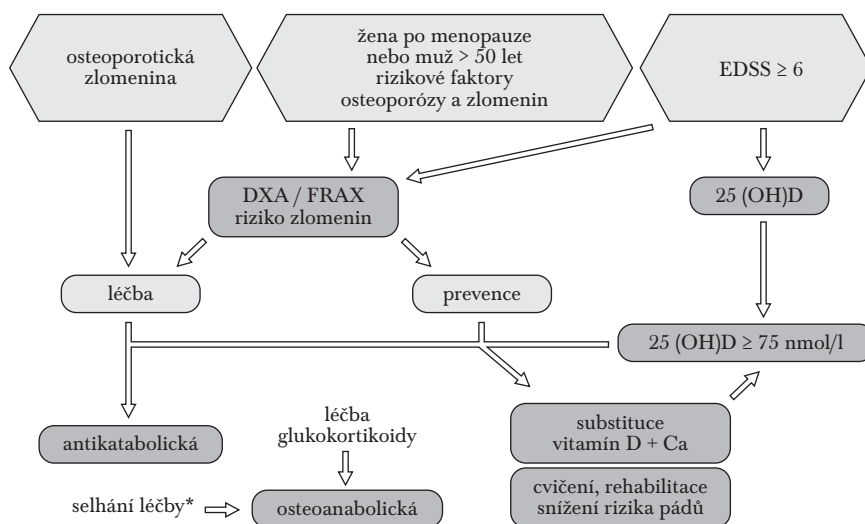 osteoporotická
zlomenina
žena po menopauze
nebo muž > 50 let
rizikové faktory
osteoporózy a zlomenin
EDSS ≥ 6
DXA / FRAX
riziko zlomenin
25 (OH)D
léčba
prevence
25 (OH)D ≥ 75 nmol/l
antikatabolická
léčba
glukokortikoidy
substituce
vitamín D + Ca
selhání léčby*
osteoanabolická
cvičení, rehabilitace
snížení rizika pádů